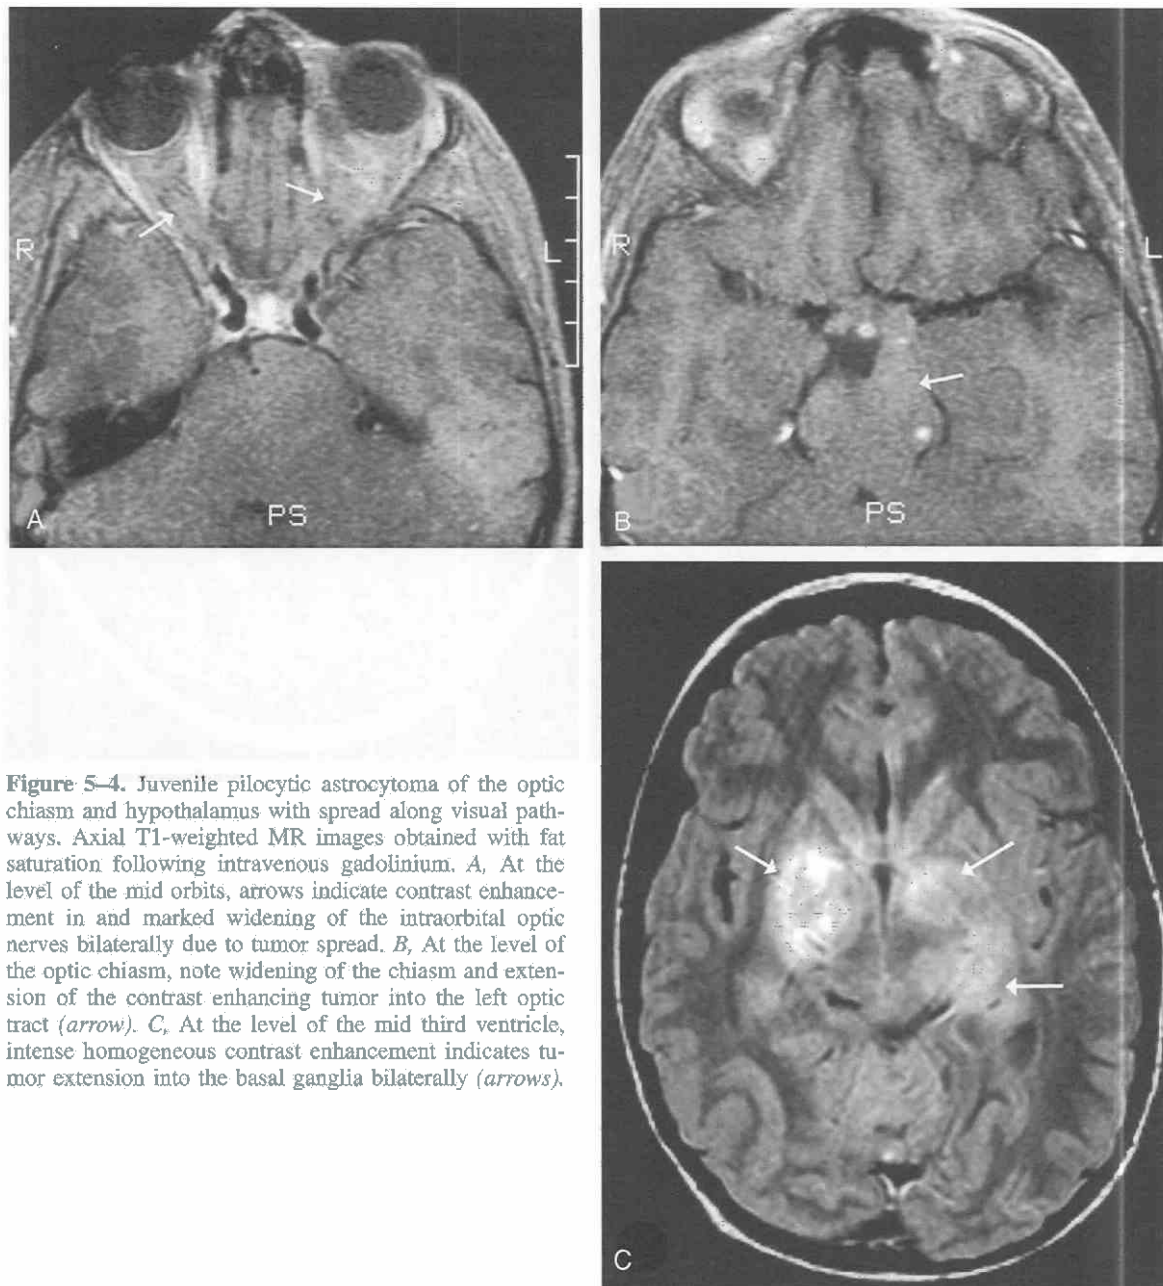 R
L
A
PS
R
L
B
PS
C
Figure 5–4. Juvenile pilocytic astrocytoma of the optic
chiasm and hypothalamus with spread along visual path-
ways. Axial T1-weighted MR images obtained with fat
saturation following intravenous gadolinium. A, At the
level of the mid orbits, arrows indicate contrast enhance-
ment in and marked widening of the intraorbital optic
nerves bilaterally due to tumor spread. B, At the level of
the optic chiasm, note widening of the chiasm and exten-
sion of the contrast enhancing tumor into the left optic
tract (arrow). C, At the level of the mid third ventricle,
intense homogeneous contrast enhancement indicates tu-
mor extension into the basal ganglia bilaterally (arrows).